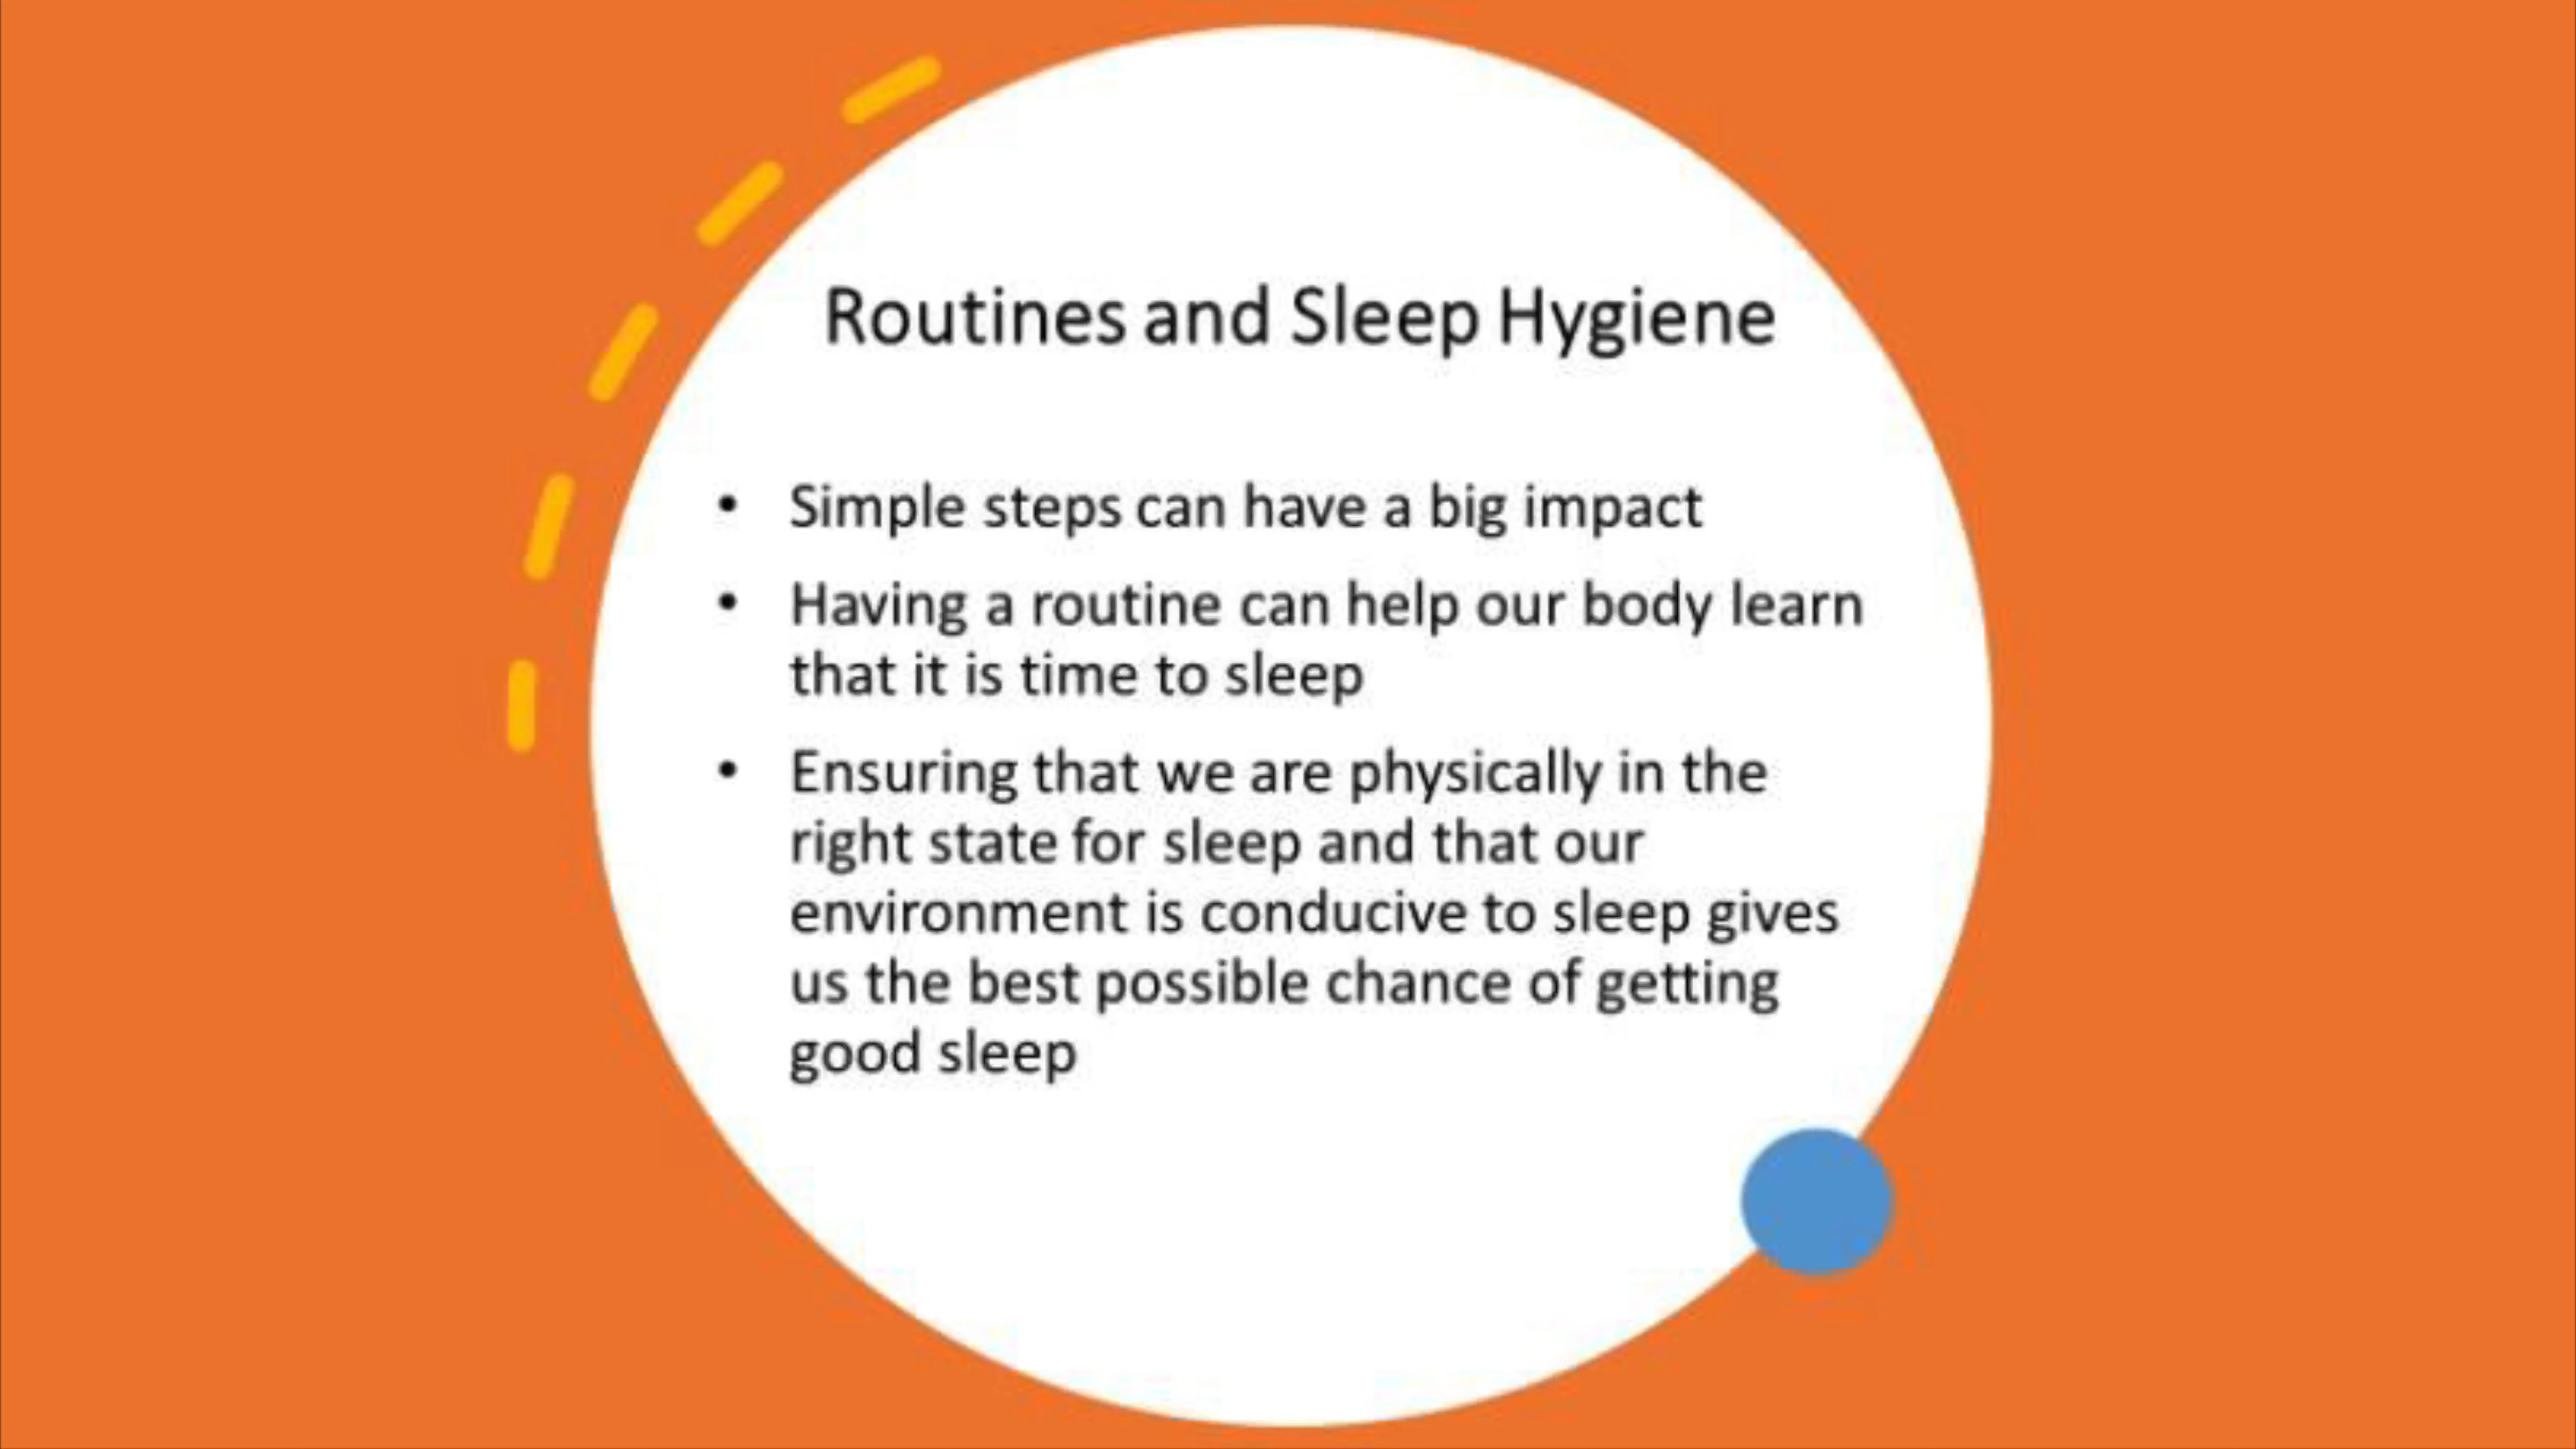 Routines and Sleep Hygiene
• Simple steps can have a big impact
• Having a routine can help our body learn
that it is time to sleep
• Ensuring that we are physically in the
right state for sleep and that our
environment is conducive to sleep gives
us the best possible chance of getting
good sleep